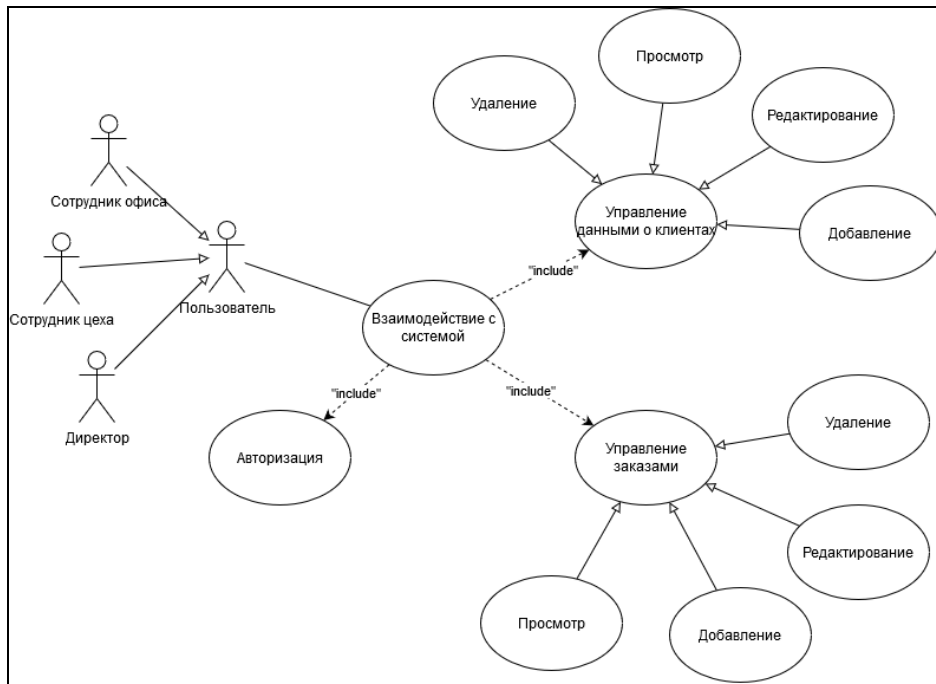 Просмотр
Удаление
Редактирование
Сотрудник офиса
Управление
данными о клиентах
Добавление
"include"
Пользователь
Сотрудник цеха
Взаимодействие с
системой
"include"
"include"
Директор
Удаление
Авторизация
Управление
заказами
Редактирование
Просмотр
Добавление